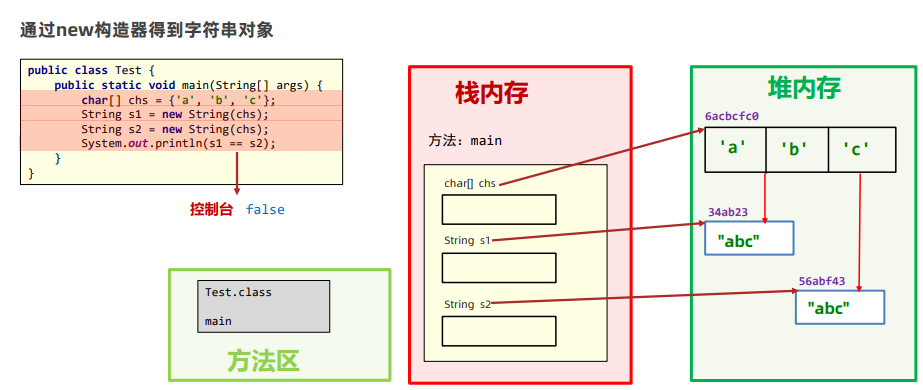 通过new构造器得到字符串对象
public class Test {
public static void main(String[] args) {
char[] chs = {'a', 'b', 'c'};
String s1 = new String(chs);
String s2 = new String(chs);
System.out.println(s1 == s2);
}
}
控制台 false
Test.class
main
方法区
栈内存
方法：main
char[] chs
String s1
String s2
堆内存
6acbcfc0
'a' 'b' 'c'
34ab23
"abc"
56abf43
"abc"